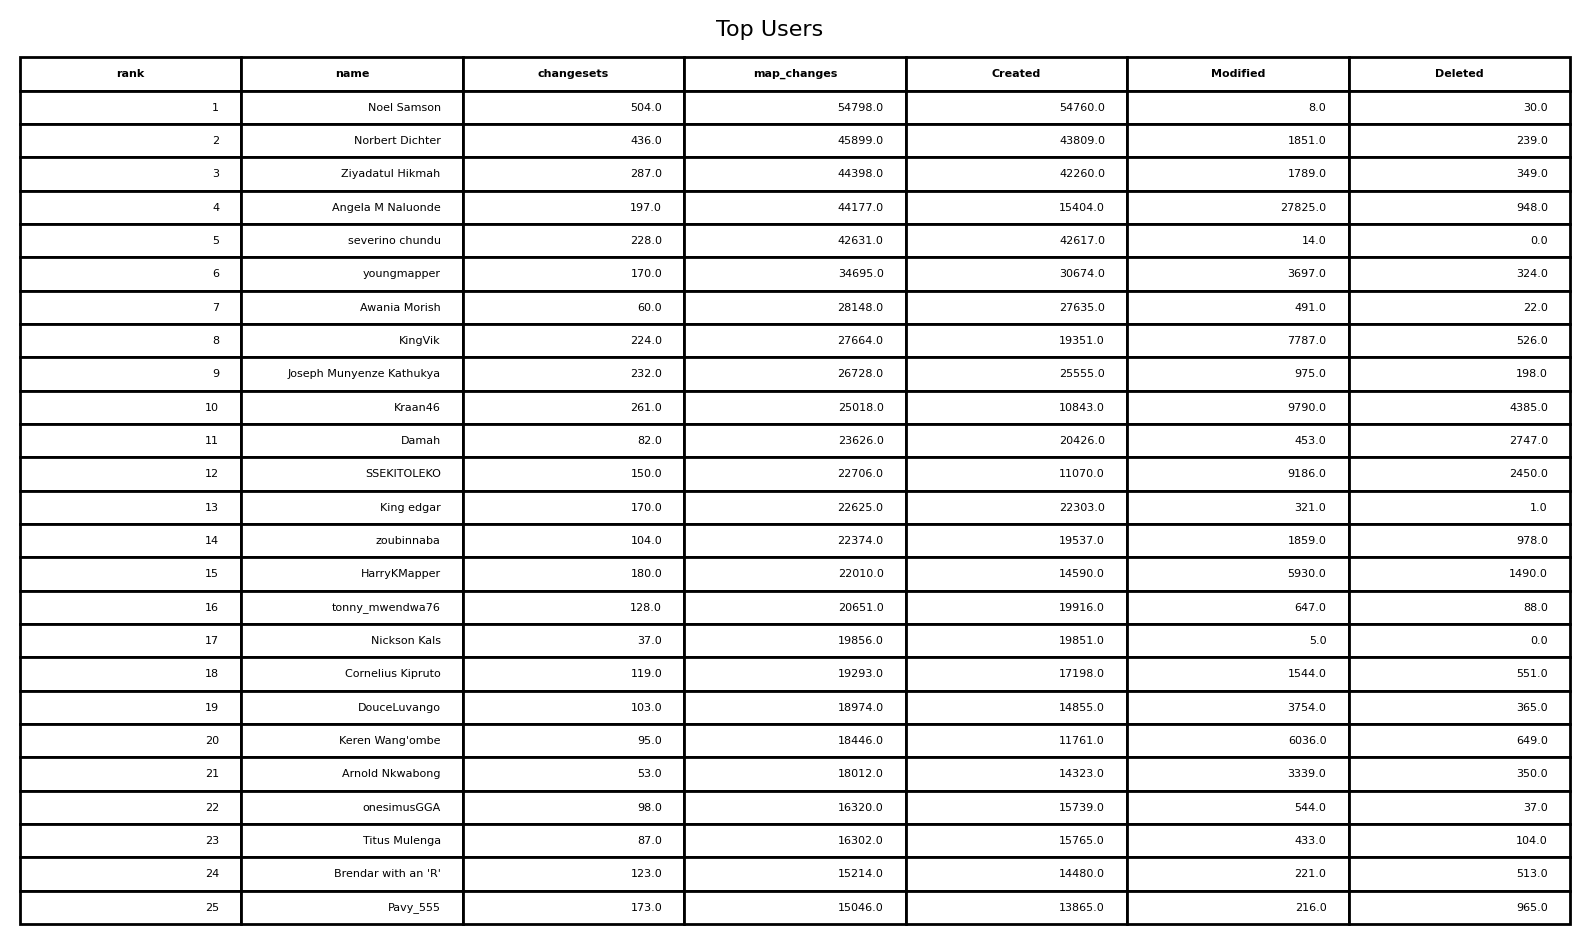 Top Users
rank name changesets map_changes Created Modified Deleted
1 Noel Samson 504.0 54798.0 54760.0 8.0 30.0
2 Norbert Dichter 436.0 45899.0 43809.0 1851.0 239.0
3 Ziyadatul Hikmah 287.0 44398.0 42260.0 1789.0 349.0
4 Angela M Naluonde 197.0 44177.0 15404.0 27825.0 948.0
5 severino chundu 228.0 42631.0 42617.0 14.0 0.0
6 youngmapper 170.0 34695.0 30674.0 3697.0 324.0
7 Awania Morish 60.0 28148.0 27635.0 491.0 22.0
8 KingVik 224.0 27664.0 19351.0 7787.0 526.0
9 Joseph Munyenze Kathukya 232.0 26728.0 25555.0 975.0 198.0
10 Kraan46 261.0 25018.0 10843.0 9790.0 4385.0
11 Damah 82.0 23626.0 20426.0 453.0 2747.0
12 SSEKITOLEKO 150.0 22706.0 11070.0 9186.0 2450.0
13 King edgar 170.0 22625.0 22303.0 321.0 1.0
14 zoubinnaba 104.0 22374.0 19537.0 1859.0 978.0
15 HarryKMapper 180.0 22010.0 14590.0 5930.0 1490.0
16 tonny_mwendwa76 128.0 20651.0 19916.0 647.0 88.0
17 Nickson Kals 37.0 19856.0 19851.0 5.0 0.0
18 Cornelius Kipruto 119.0 19293.0 17198.0 1544.0 551.0
19 DouceLuvango 103.0 18974.0 14855.0 3754.0 365.0
20 Keren Wang'ombe 95.0 18446.0 11761.0 6036.0 649.0
21 Arnold Nkwabong 53.0 18012.0 14323.0 3339.0 350.0
22 onesimusGGA 98.0 16320.0 15739.0 544.0 37.0
23 Titus Mulenga 87.0 16302.0 15765.0 433.0 104.0
24 Brendar with an 'R' 123.0 15214.0 14480.0 221.0 513.0
25 Pavy_555 173.0 15046.0 13865.0 216.0 965.0